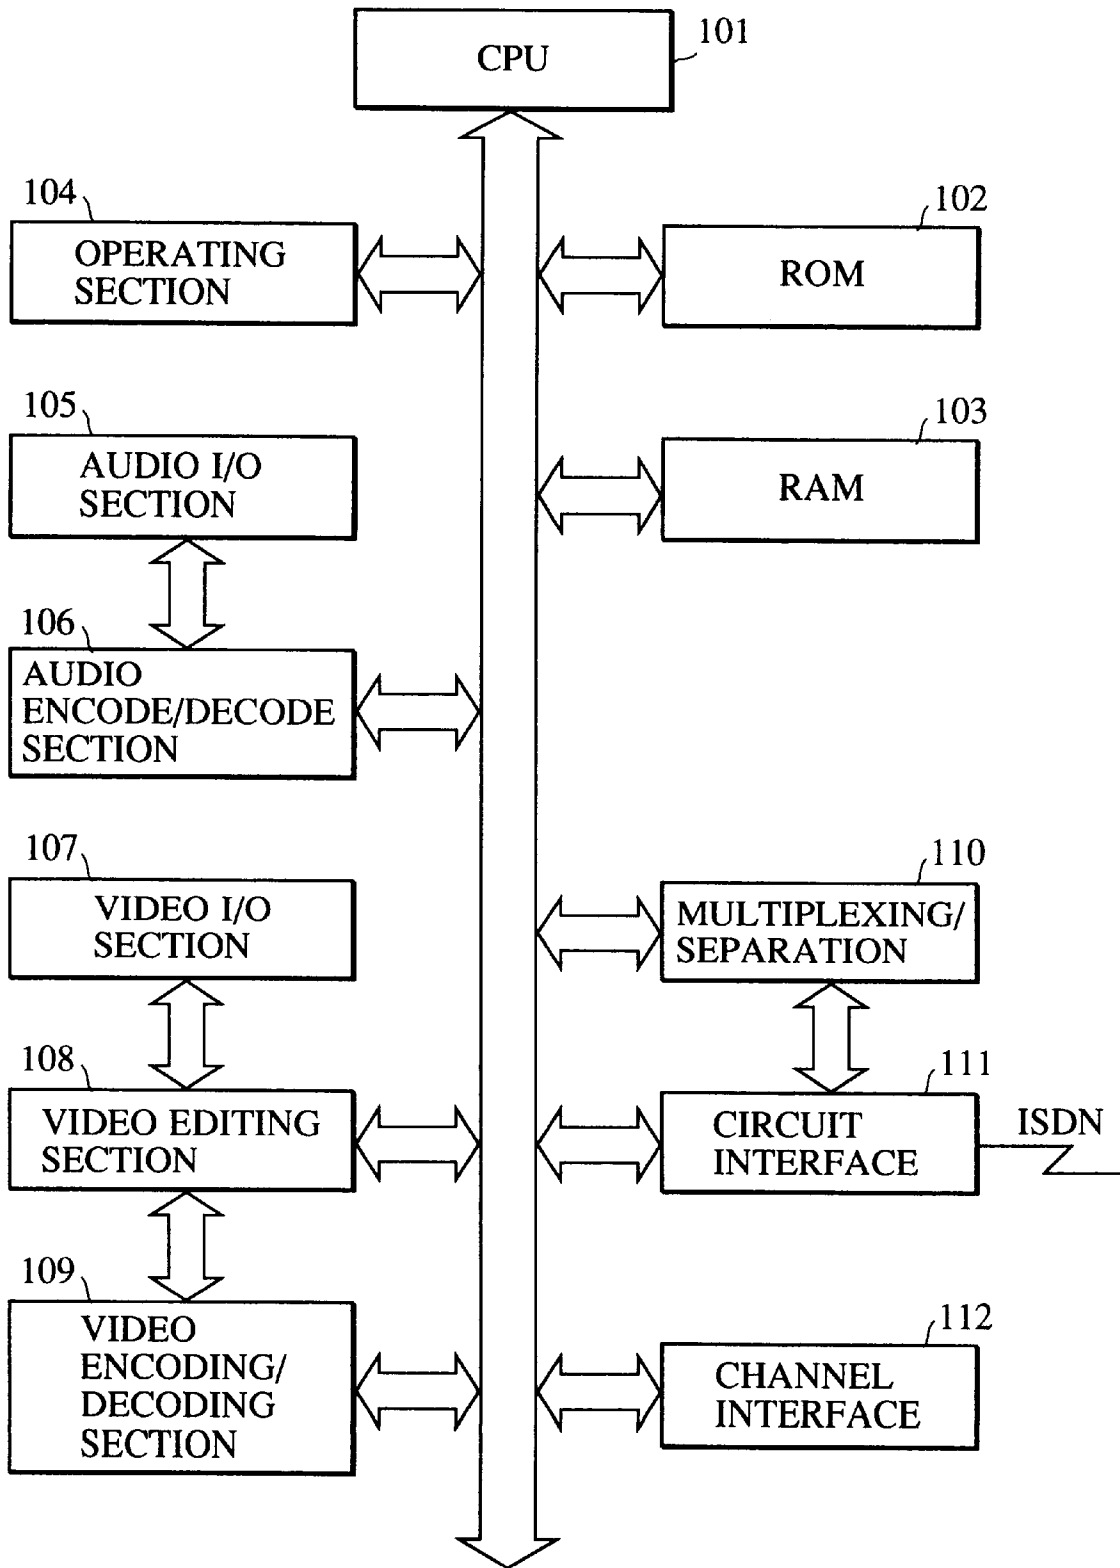 101
CPU
104
OPERATING
SECTION
102
ROM
105
AUDIO I/O
SECTION
103
RAM
106
AUDIO
ENCODE/DECODE
SECTION
107
VIDEO I/O
SECTION
110
MULTIPLEXING/
SEPARATION
108
VIDEO EDITING
SECTION
111
CIRCUIT
INTERFACE
ISDN
109
VIDEO
ENCODING/
DECODING
SECTION
112
CHANNEL
INTERFACE